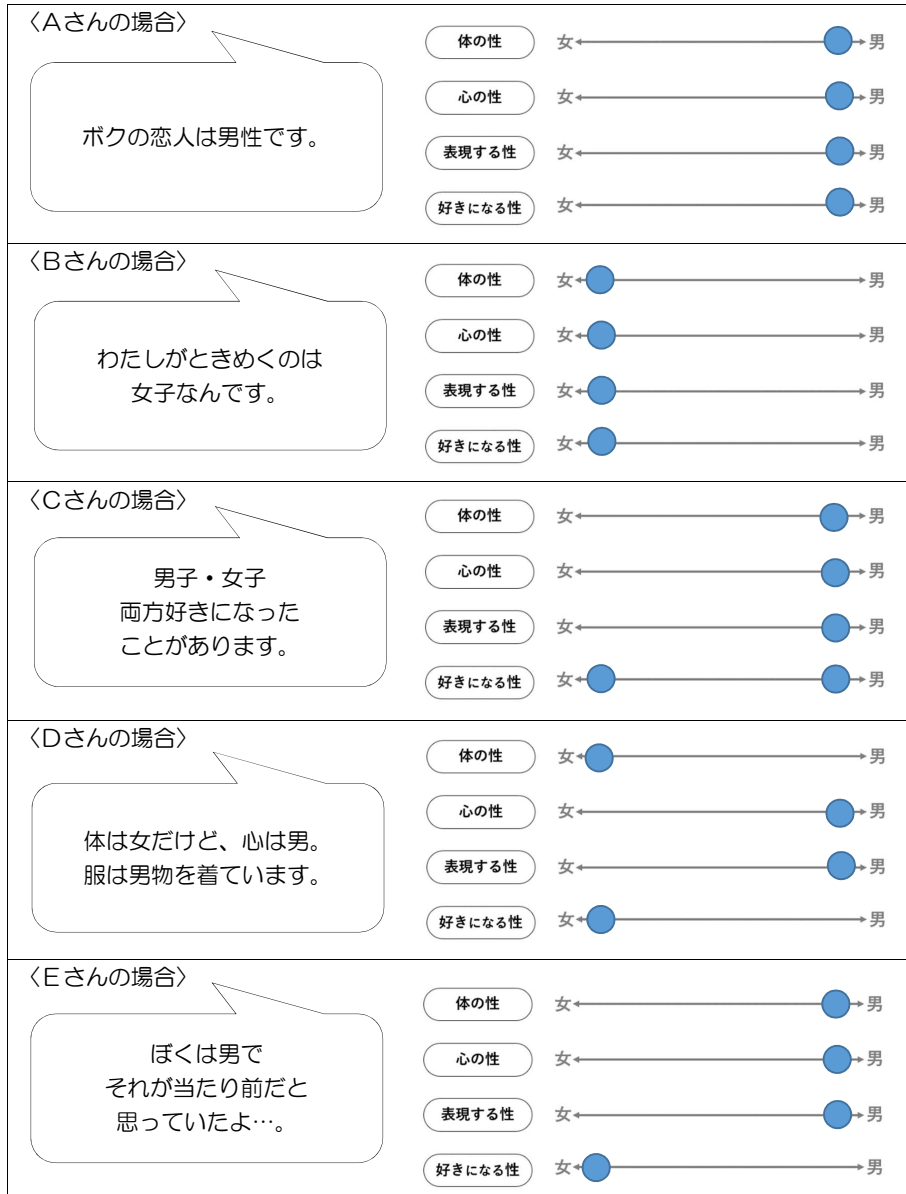 〈Aさんの場合〉
ボクの恋人は男性です。
体の性 女 男
心の性 女 男
表現する性 女 男
好きになる性 女 男
〈Bさんの場合〉
わたしがときめくのは
女子なんです。
体の性 女 男
心の性 女 男
表現する性 女 男
好きになる性 女 男
〈Cさんの場合〉
男子・女子
両方好きになった
ことがあります。
体の性 女 男
心の性 女 男
表現する性 女 男
好きになる性 女 男
〈Dさんの場合〉
体は女だけど、心は男。
服は男物を着ています。
体の性 女 男
心の性 女 男
表現する性 女 男
好きになる性 女 男
〈Eさんの場合〉
ぼくは男で
それが当たり前だと
思っていたよ…。
体の性 女 男
心の性 女 男
表現する性 女 男
好きになる性 女 男